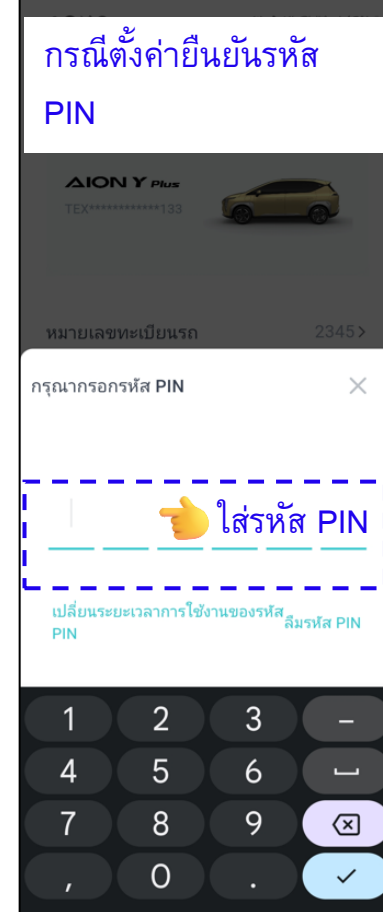 กรณีตั้งค่ายืนยันรหัส
PIN
AION Y Plus
TEX************133
หมายเลขทะเบียนรถ 2345>
กรุณากรอกรหัส PIN
ใส่รหัส PIN
เปลี่ยนระยะเวลาการใช้งานของรหัส
PIN
ลืมรหัส PIN
1 2 3 –
4 5 6
7 8 9
, 0 .